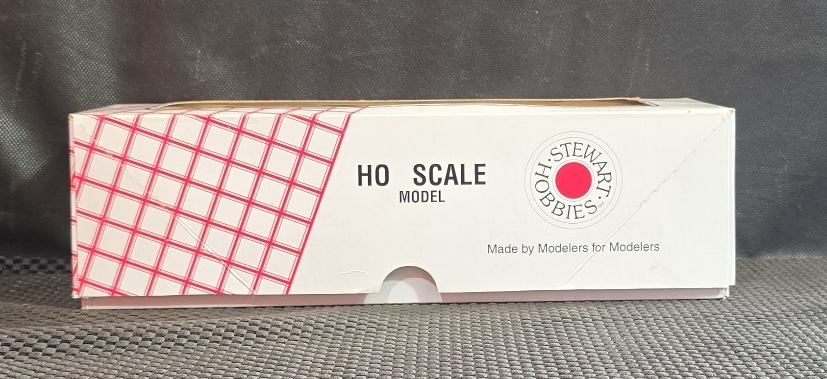 HO SCALE
MODEL
·STEWART·
HOBBIES
Made by Modelers for Modelers